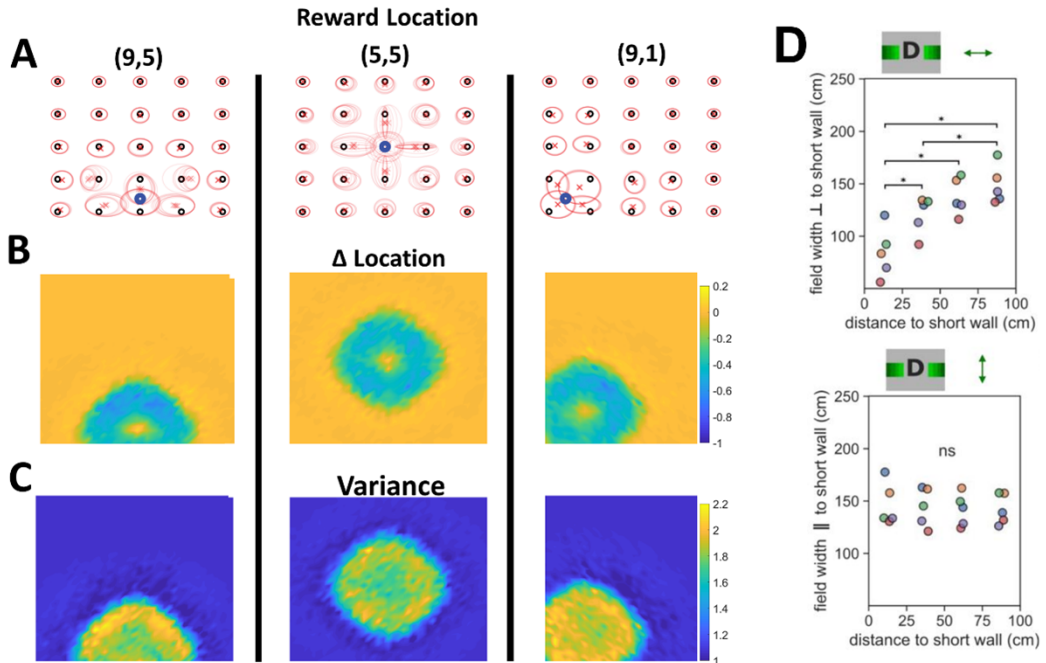 Reward Location
A
(9,5)
(5,5)
(9,1)
B
Δ Location
0.2
0
-0.2
-0.4
-0.6
-0.8
-1
C
Variance
2.2
2
1.8
1.6
1.4
1.2
1
D
D
250
200
150
100
field width ⊥ to short wall (cm)
*
*
*
*
0
25
50
75
100
distance to short wall (cm)
D
250
200
150
100
field width ∥ to short wall (cm)
ns
0
25
50
75
100
distance to short wall (cm)